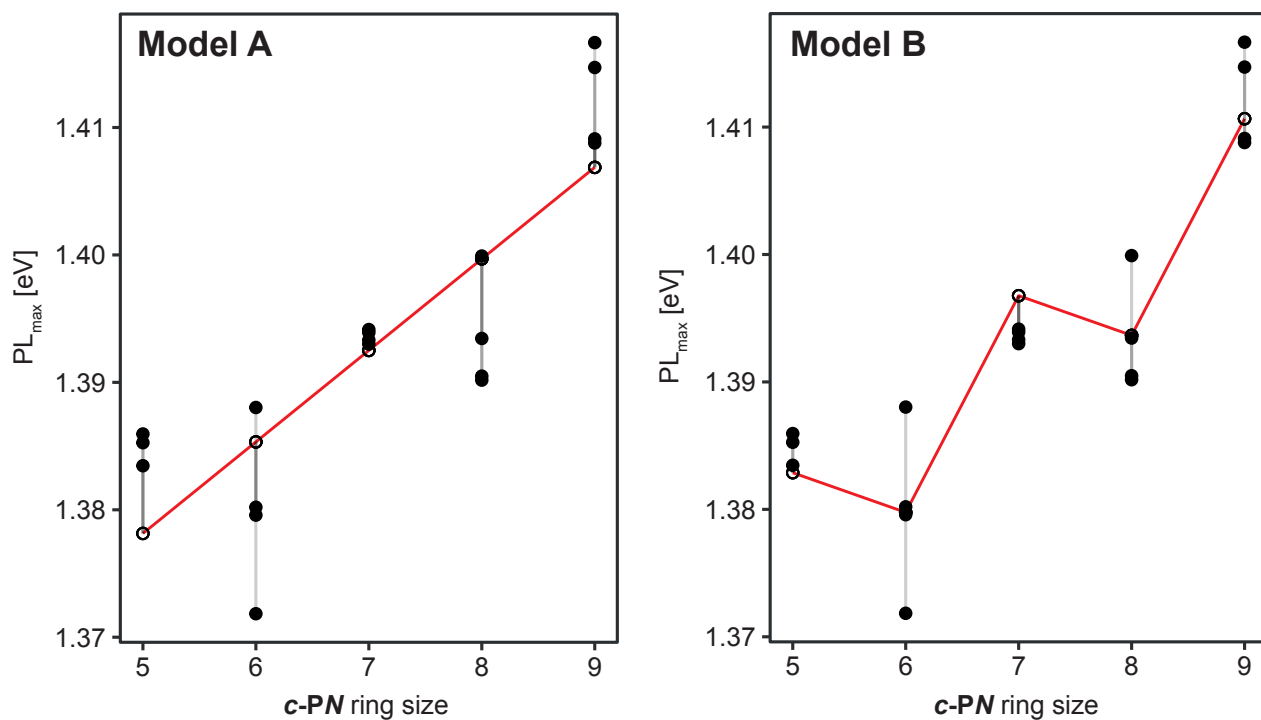 Model A
1.41
1.40
1.39
1.38
1.37
PLmax [eV]
5 6 7 8 9
c-PN ring size
Model B
1.41
1.40
1.39
1.38
1.37
PLmax [eV]
5 6 7 8 9
c-PN ring size